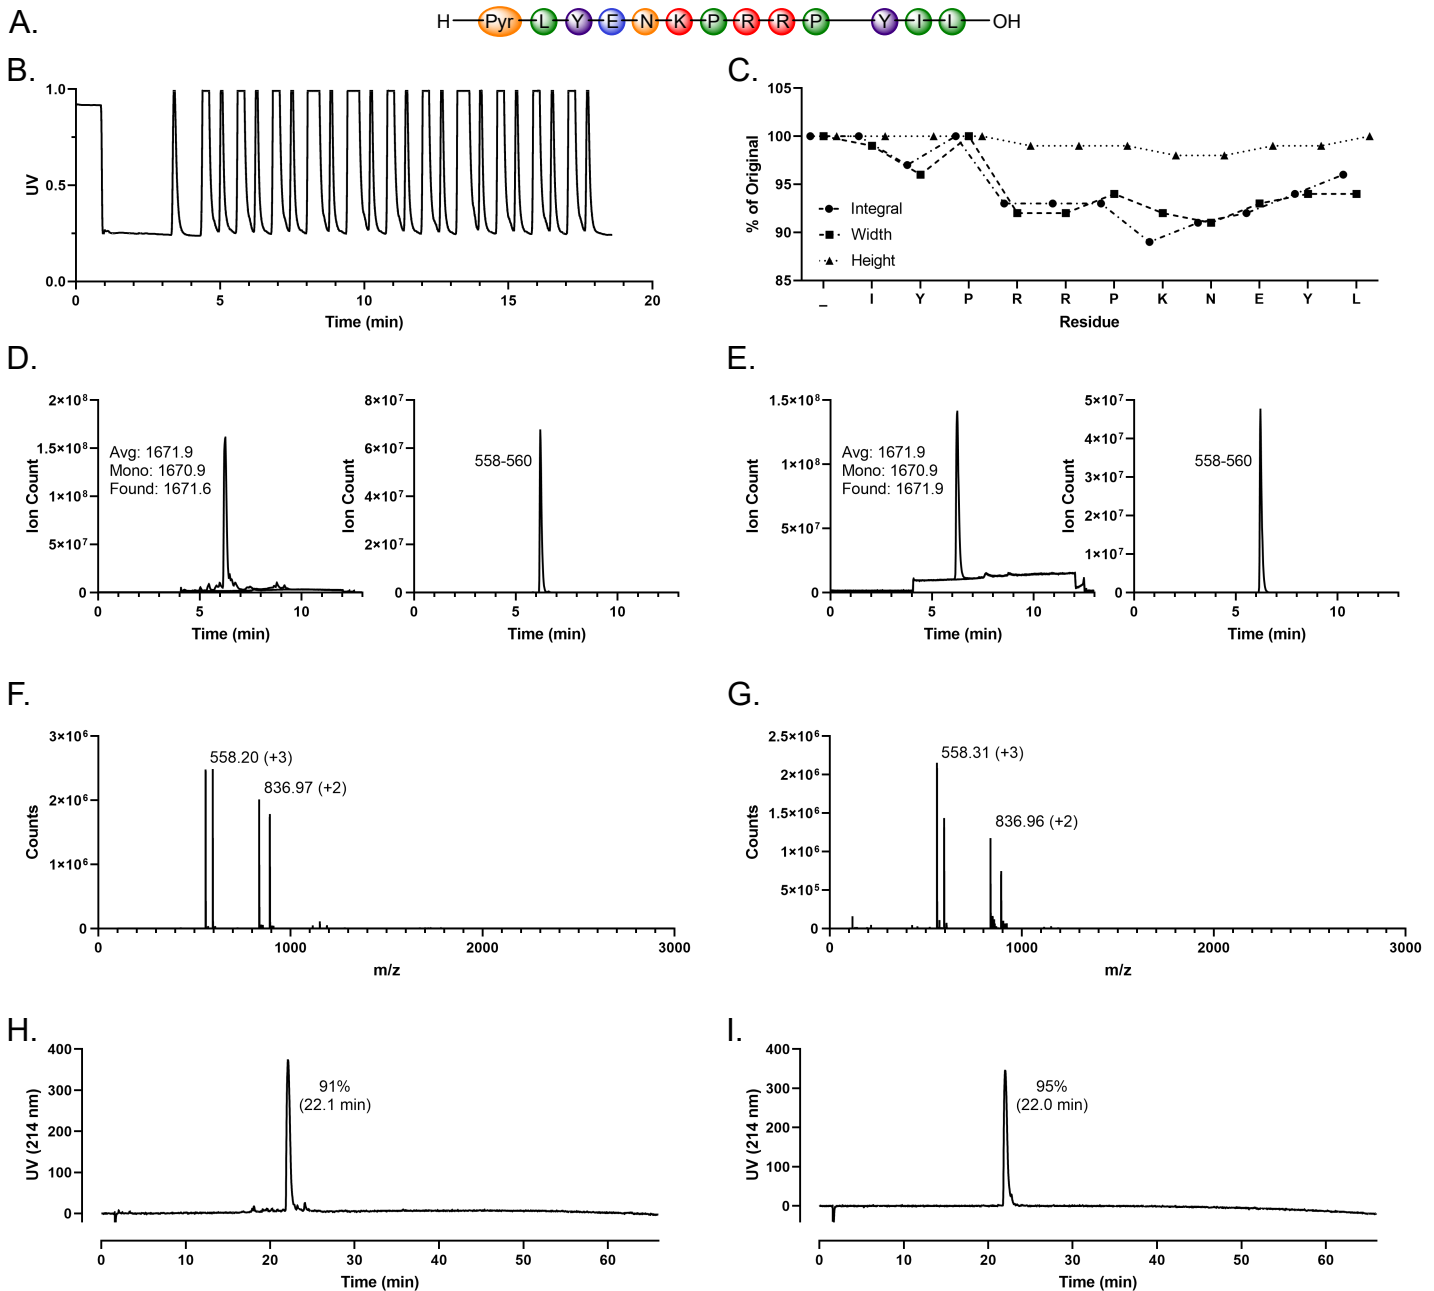 A.
H Pyr L Y E N K P R R P Y I L OH
B.
1.0
0.5
0.0
UV
0 5 10 15 20
Time (min)
C.
105
100
95
90
85
% of Original
Integral
Width
Height
_ I Y P R R P K N E Y L
Residue
D.
2×10⁸
1.5×10⁸
1×10⁸
5×10⁷
0
Ion Count
Avg: 1671.9
Mono: 1670.9
Found: 1671.6
0 5 10
Time (min)
8×10⁷
6×10⁷
4×10⁷
2×10⁷
0
Ion Count
558-560
0 5 10
Time (min)
E.
1.5×10⁸
1×10⁸
5×10⁷
0
Ion Count
Avg: 1671.9
Mono: 1670.9
Found: 1671.9
0 5 10
Time (min)
5×10⁷
4×10⁷
3×10⁷
2×10⁷
1×10⁷
0
Ion Count
558-560
0 5 10
Time (min)
F.
3×10⁶
2×10⁶
1×10⁶
0
Counts
558.20 (+3)
836.97 (+2)
0 1000 2000 3000
m/z
G.
2.5×10⁶
2×10⁶
1.5×10⁶
1×10⁶
5×10⁵
0
Counts
558.31 (+3)
836.96 (+2)
0 1000 2000 3000
m/z
H.
400
300
200
100
0
UV (214 nm)
91%
(22.1 min)
0 10 20 30 40 50 60
Time (min)
I.
400
300
200
100
0
UV (214 nm)
95%
(22.0 min)
0 10 20 30 40 50 60
Time (min)